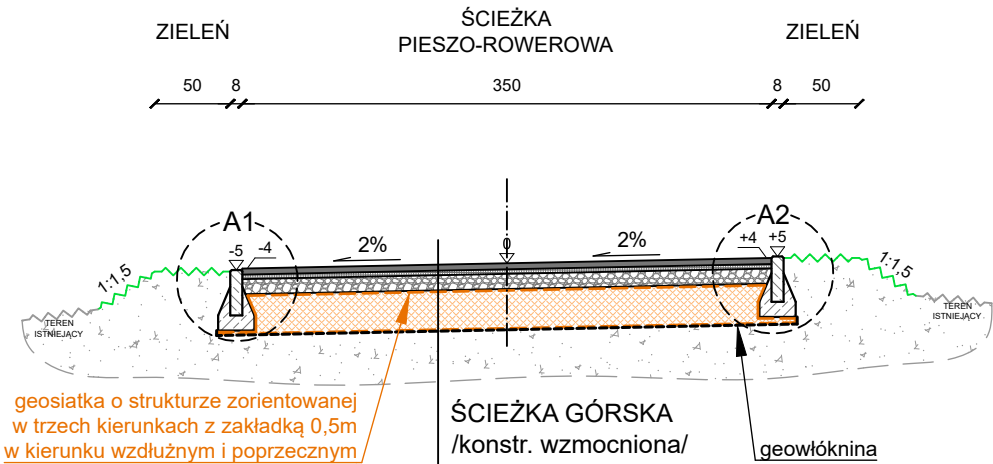 ZIELEŃ
ŚCIEŻKA
PIESZO-ROWEROWA
ZIELEŃ
50
8
350
8
50
A1
A2
-5
-4
2%
0
2%
+4
+5
1:1,5
1:1,5
TEREN
ISTNIEJĄCY
TEREN
ISTNIEJĄCY
geosiatka o strukturze zorientowanej
w trzech kierunkach z zakładką 0,5m
w kierunku wzdłużnym i poprzecznym
ŚCIEŻKA GÓRSKA
/konstr. wzmocniona/
geowłóknina